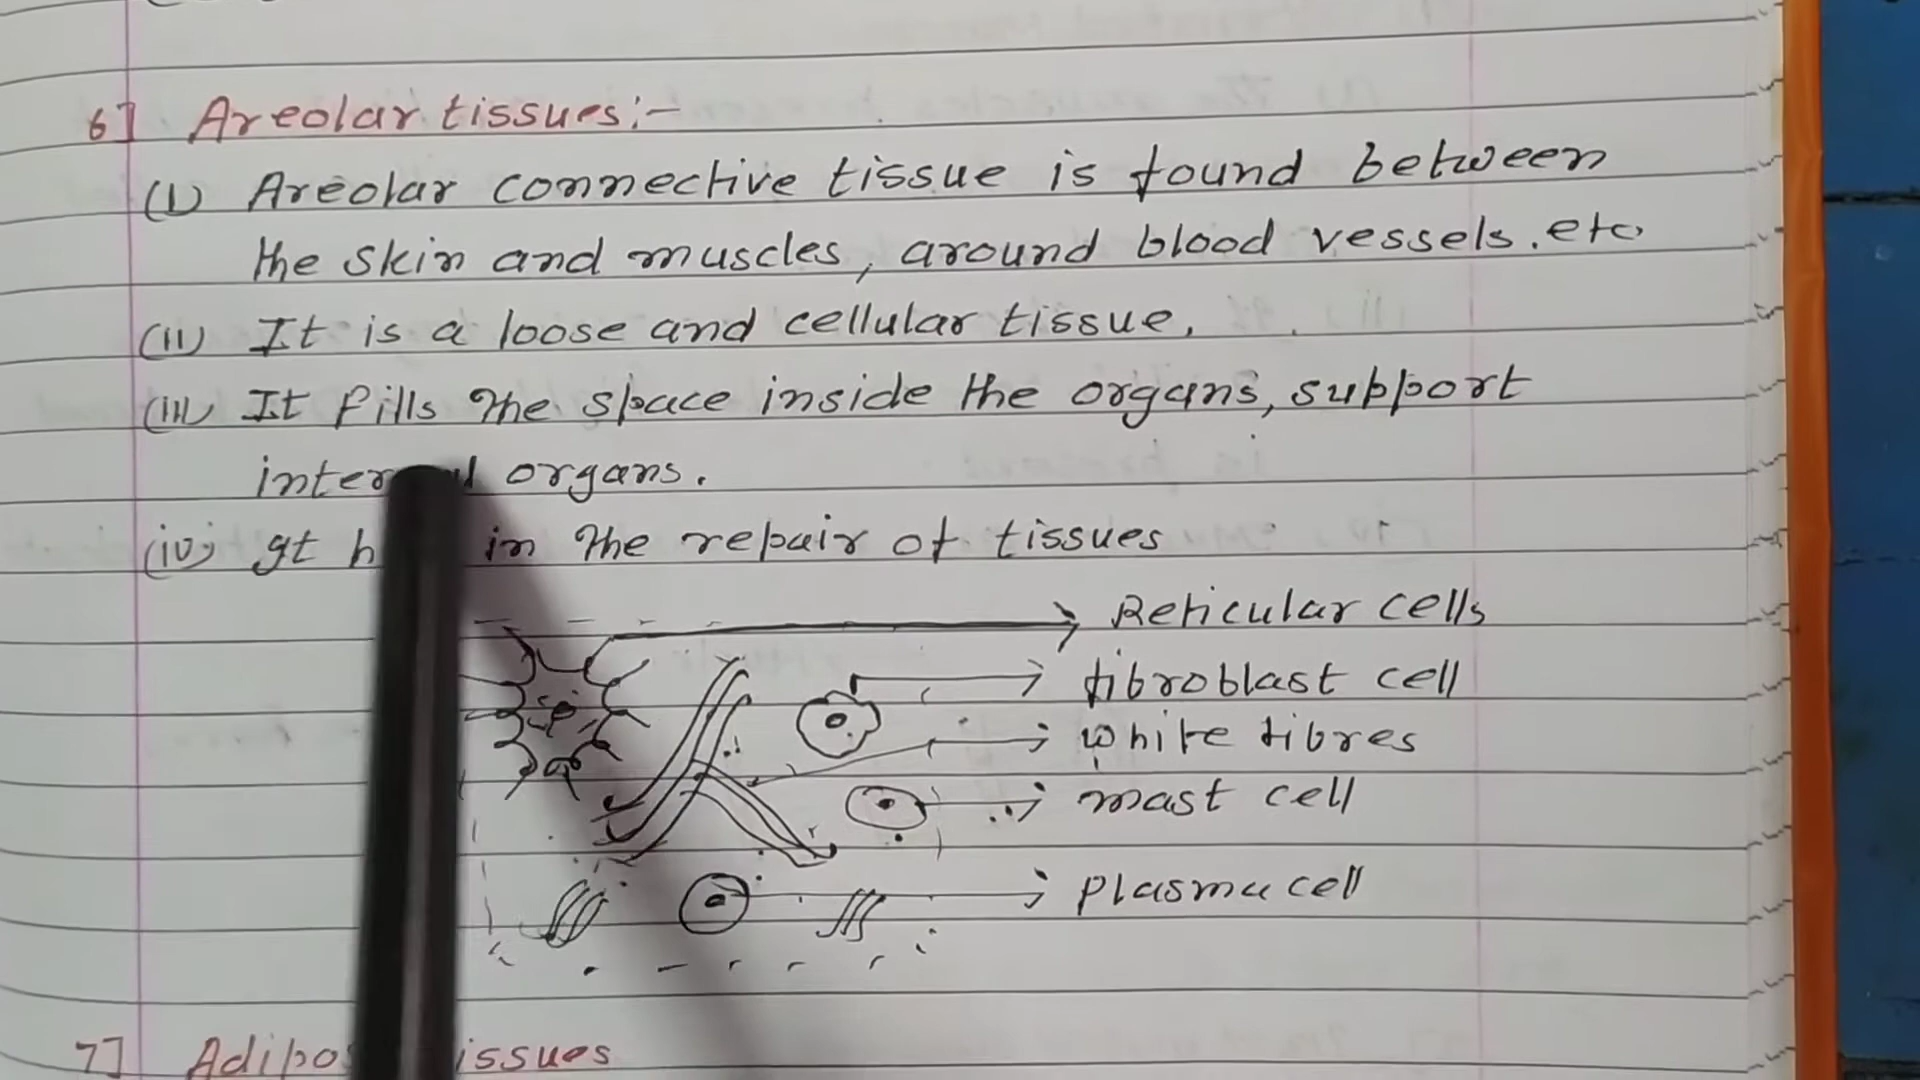 6] Areolar tissues:-
(I) Areolar connective tissue is found between
the skin and muscles, around blood vessels. etc.
(II) It is a loose and cellular tissue.
(III) It fills the space inside the organs, support
organs.
(iv) It in the repair of tissues
Reticular cells
fibroblast cell
white fibres
mast cell
plasma cell
7]